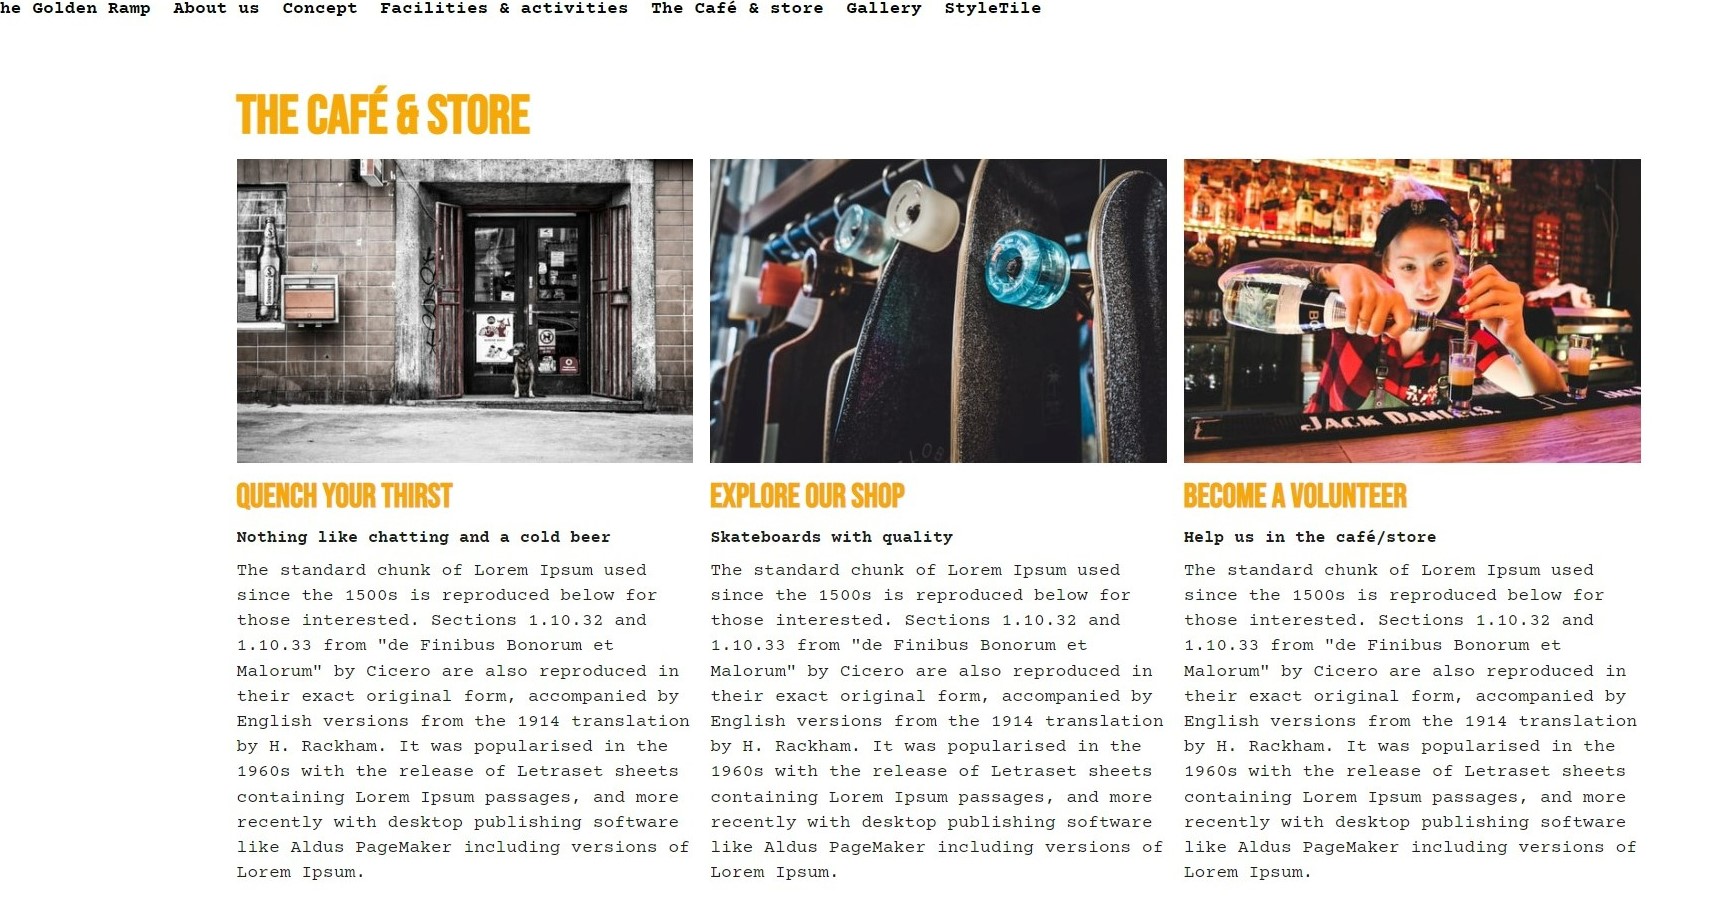 he Golden Ramp About us Concept Facilities & activities The Café & store Gallery StyleTile
THE CAFÉ & STORE
JACK DANIEL'S.
QUENCH YOUR THIRST
Nothing like chatting and a cold beer
The standard chunk of Lorem Ipsum used
since the 1500s is reproduced below for
those interested. Sections 1.10.32 and
1.10.33 from "de Finibus Bonorum et
Malorum" by Cicero are also reproduced in
their exact original form, accompanied by
English versions from the 1914 translation
by H. Rackham. It was popularised in the
1960s with the release of Letraset sheets
containing Lorem Ipsum passages, and more
recently with desktop publishing software
like Aldus PageMaker including versions of
Lorem Ipsum.
EXPLORE OUR SHOP
Skateboards with quality
The standard chunk of Lorem Ipsum used
since the 1500s is reproduced below for
those interested. Sections 1.10.32 and
1.10.33 from "de Finibus Bonorum et
Malorum" by Cicero are also reproduced in
their exact original form, accompanied by
English versions from the 1914 translation
by H. Rackham. It was popularised in the
1960s with the release of Letraset sheets
containing Lorem Ipsum passages, and more
recently with desktop publishing software
like Aldus PageMaker including versions of
Lorem Ipsum.
BECOME A VOLUNTEER
Help us in the café/store
The standard chunk of Lorem Ipsum used
since the 1500s is reproduced below for
those interested. Sections 1.10.32 and
1.10.33 from "de Finibus Bonorum et
Malorum" by Cicero are also reproduced in
their exact original form, accompanied by
English versions from the 1914 translation
by H. Rackham. It was popularised in the
1960s with the release of Letraset sheets
containing Lorem Ipsum passages, and more
recently with desktop publishing software
like Aldus PageMaker including versions of
Lorem Ipsum.